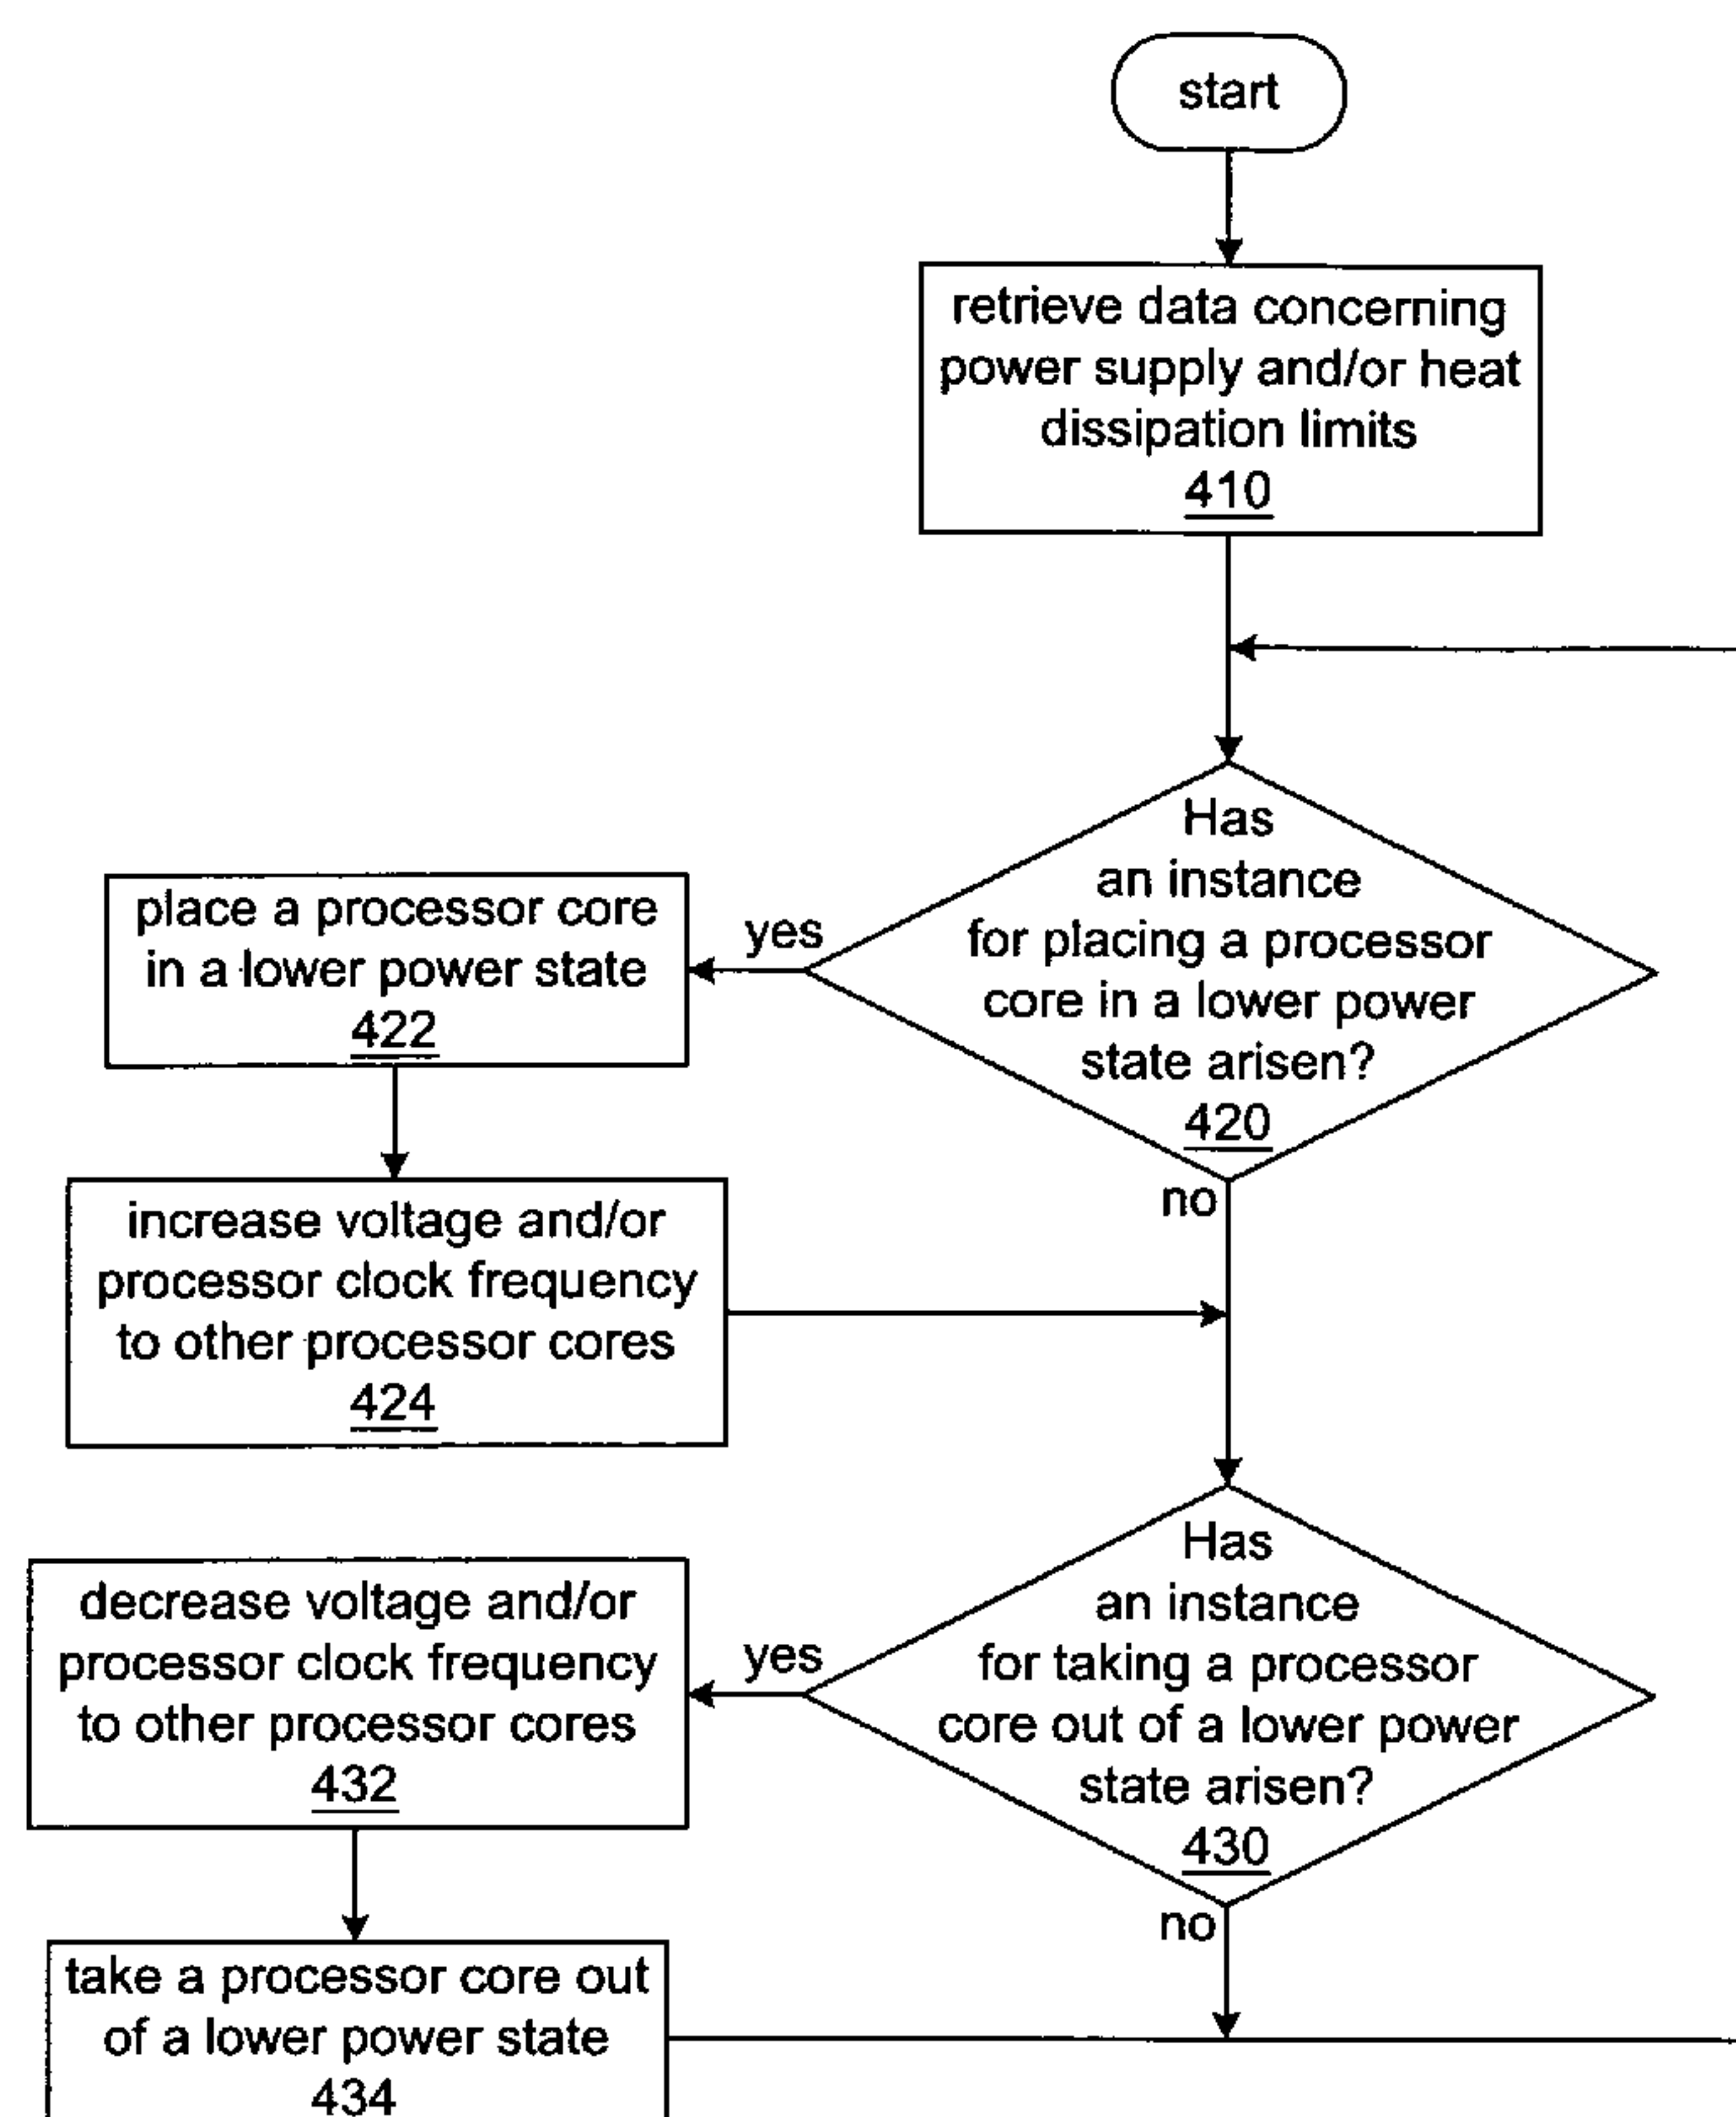 start
retrieve data concerning
power supply and/or heat
dissipation limits
410
Has
an instance
for placing a processor
core in a lower power
state arisen?
420
yes
place a processor core
in a lower power state
422
no
increase voltage and/or
processor clock frequency
to other processor cores
424
Has
an instance
for taking a processor
core out of a lower power
state arisen?
430
yes
decrease voltage and/or
processor clock frequency
to other processor cores
432
no
take a processor core out
of a lower power state
434